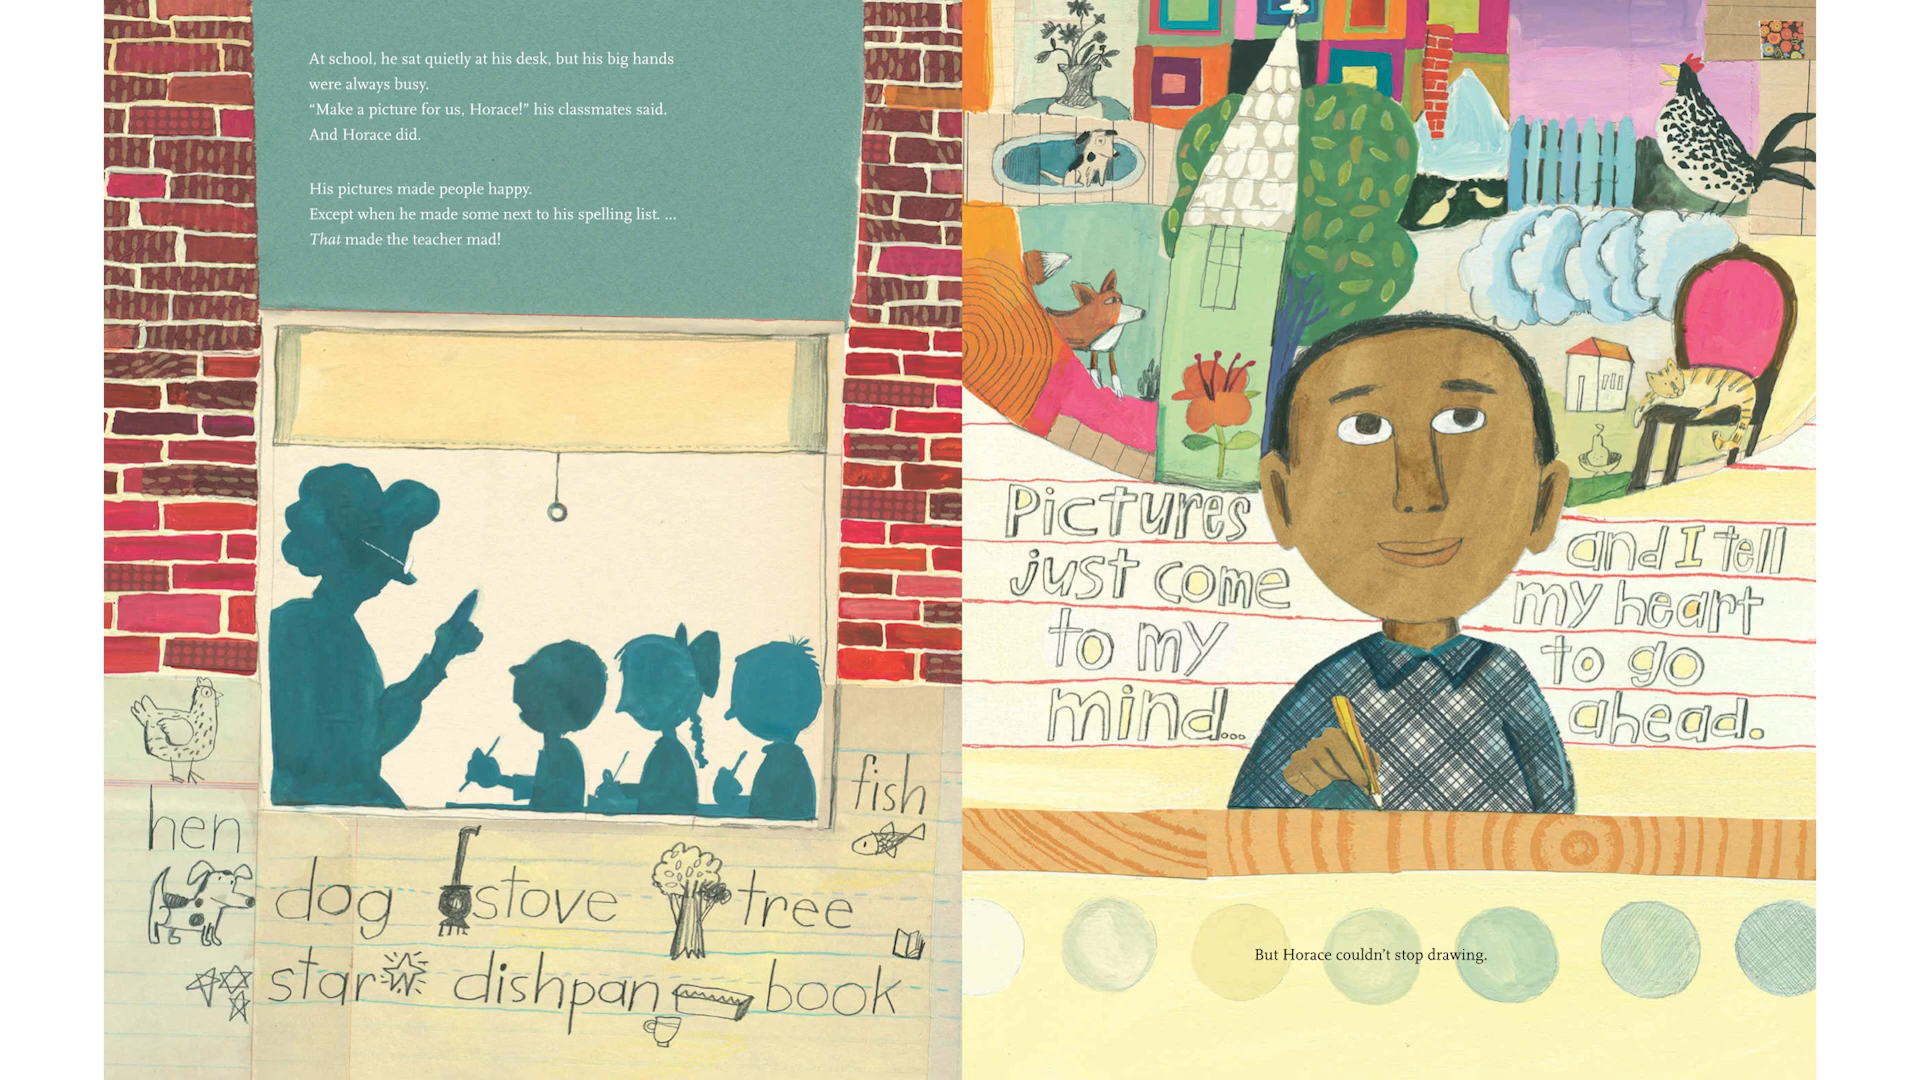 At school, he sat quietly at his desk, but his big hands
were always busy.
“Make a picture for us, Horace!” his classmates said.
And Horace did.
His pictures made people happy.
Except when he made some next to his spelling list. ...
That made the teacher mad!
fish
hen
dog stove tree
star dishpan book
Pictures
just come
to my
mind...
and I tell
my heart
to go
ahead.
But Horace couldn’t stop drawing.